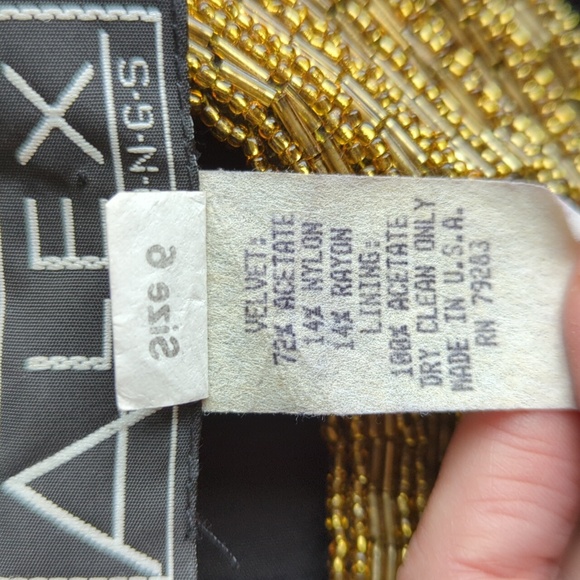 ALEX
·N·G·S
Size 6
VELVET:
72% ACETATE
14% NYLON
14% RAYON
LINING:
100% ACETATE
DRY CLEAN ONLY
MADE IN U.S.A.
RN 79283